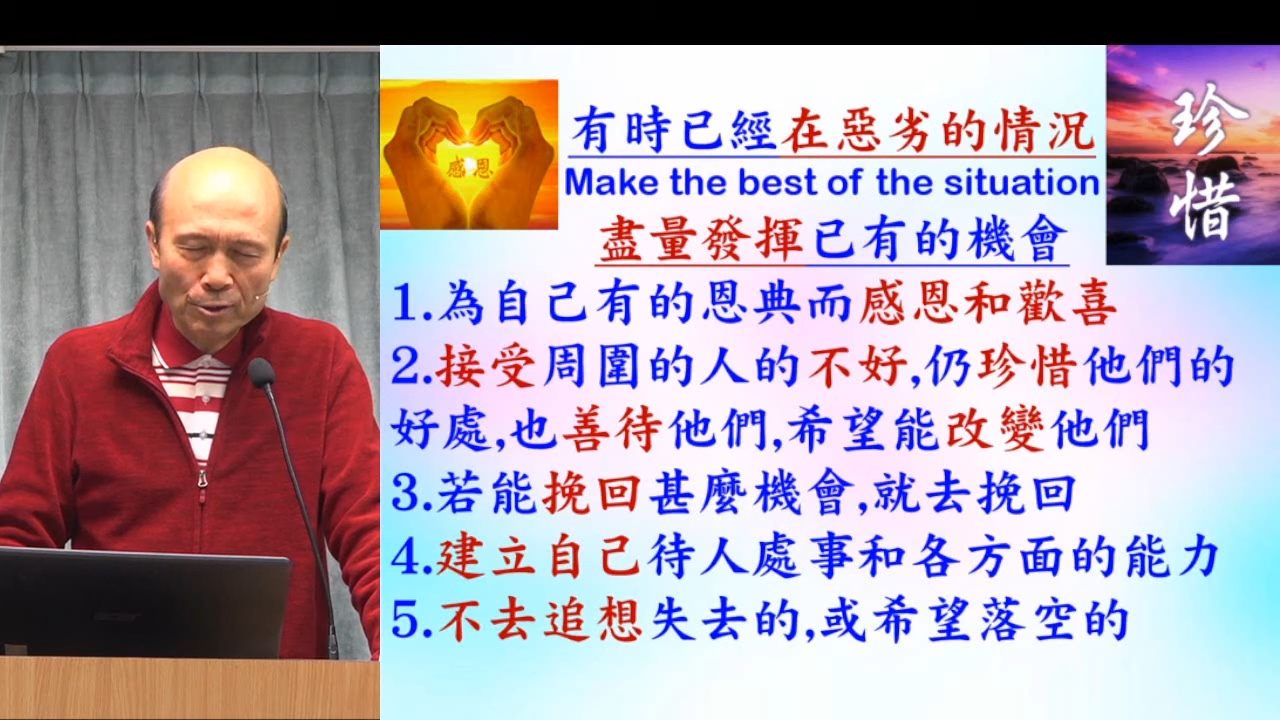 感恩
珍惜
有時已經在惡劣的情況
Make the best of the situation
盡量發揮已有的機會
1.為自己有的恩典而感恩和歡喜
2.接受周圍的人的不好,仍珍惜他們的
好處,也善待他們,希望能改變他們
3.若能挽回甚麼機會,就去挽回
4.建立自己待人處事和各方面的能力
5.不去追想失去的,或希望落空的